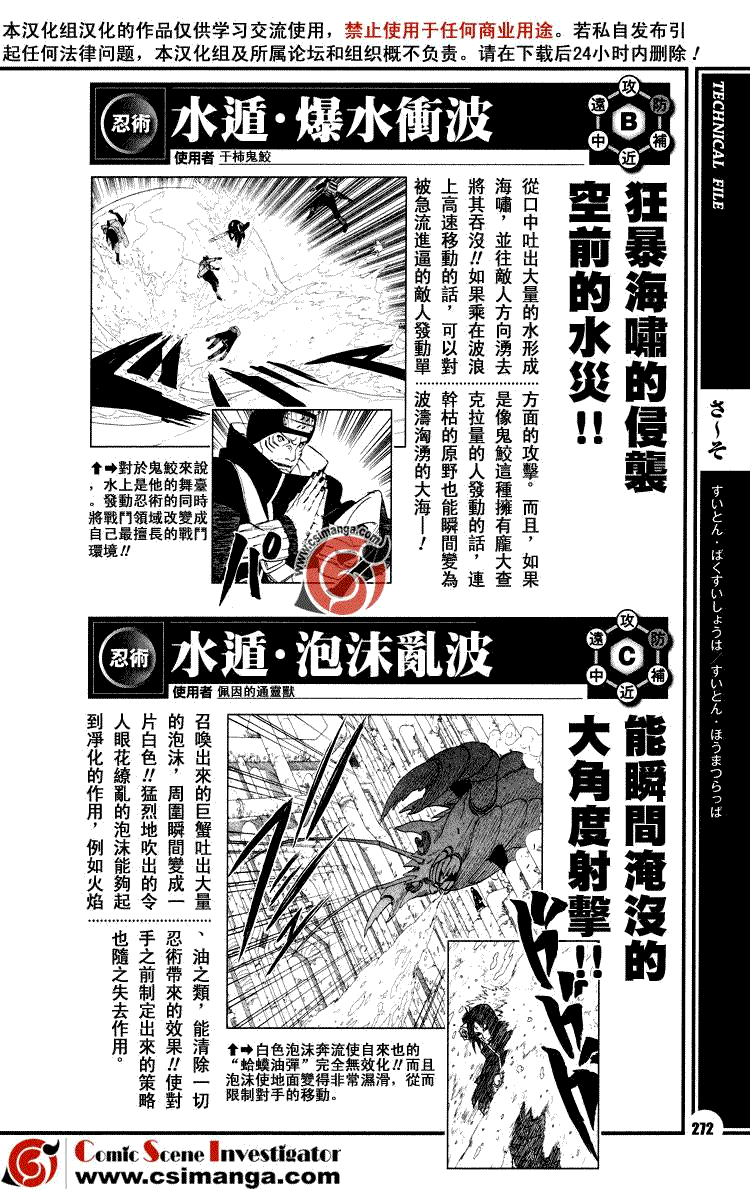 本汉化组汉化的作品仅供学习交流使用，禁止使用于任何商业用途。若私自发布引
起任何法律问题，本汉化组及所属论坛和组织概不负责。请在下载后24小时内删除！
TECHNICAL FILE
さ～そ
すいとん・ばくすいしょうは／すいとん・ほうまつらっぱ
忍術
水遁·爆水衝波
使用者 干柿鬼鮫
攻
防
補
近
中
遠
B
狂暴海嘯的侵襲
空前的水災!!
從口中吐出大量的水形成
海嘯，並往敵人方向湧去
將其吞沒!!如果乘在波浪
上高速移動的話，可以對
被急流進逼的敵人發動單
方面的攻擊。而且，如果
是像鬼鮫這種擁有龐大查
克拉量的人發動的話，連
幹枯的原野也能瞬間變為
波濤洶湧的大海—！
⬆➡對於鬼鮫來說
，水上是他的舞臺
。發動忍術的同時
將戰鬥領域改變成
自己最擅長的戰鬥
環境!!
www.csimanga.com
忍術
水遁·泡沫亂波
使用者 佩因的通靈獸
攻
防
補
近
中
遠
C
能瞬間淹沒的
大角度射擊!!
召喚出來的巨蟹吐出大量
的泡沫，周圍瞬間變成一
片白色!!猛烈地吹出的令
人眼花繚亂的泡沫能夠起
到凈化的作用，例如火焰
、油之類，能清除一切
忍術帶來的效果!!使對
手之前制定出來的策略
也隨之失去作用。
⬆➡白色泡沫奔流使自來也的
“蛤蟆油彈”完全無效化!!而且
泡沫使地面變得非常濕滑，從而
限制對手的移動。
272
Comic Scene Investigator
www.csimanga.com